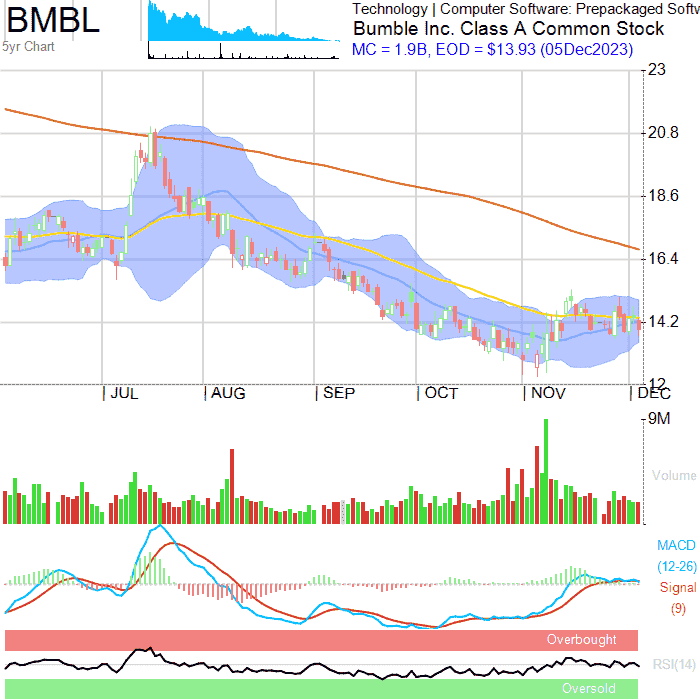 BMBL
5yr Chart
Technology | Computer Software: Prepackaged Softw
Bumble Inc. Class A Common Stock
MC = 1.9B, EOD = $13.93 (05Dec2023)
23
20.8
18.6
16.4
14.2
12
JUL
AUG
SEP
OCT
NOV
DEC
9M
Volume
MACD
(12-26)
Signal
(9)
Overbought
RSI(14)
Oversold